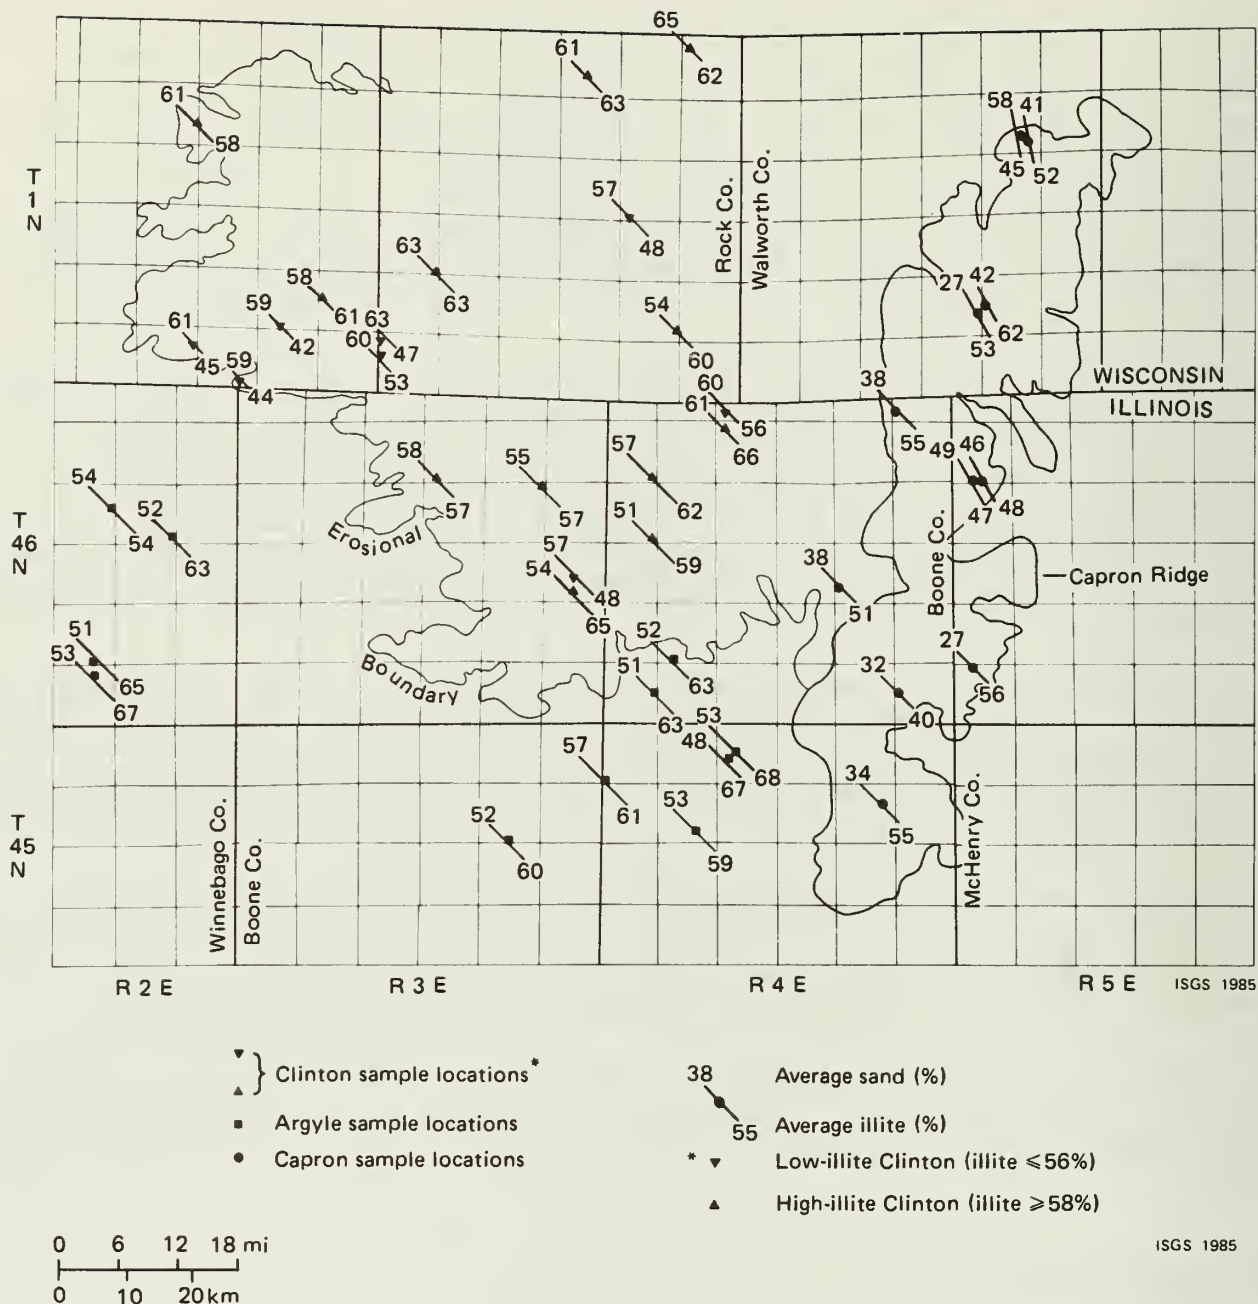 65
61
62
63
61
58
58 41
45 52
T
1
N
57
48
Rock Co.
Walworth Co.
63
63
58
61
59
42
61
45
63
47
60
53
59
44
54
60
27 42
62
53
WISCONSIN
ILLINOIS
60
56
61
66
38
55
49 46
47 48
58
57
55
57
57
62
51
59
54
54
52
63
T
46
N
Erosional
Boundary
57
48
54
65
38
51
Boone Co.
Capron Ridge
51
65
53
67
52
63
51
63
32
40
27
56
53
68
48
67
57
61
53
59
52
60
34
55
T
45
N
Winnebago Co.
Boone Co.
McHenry Co.
R 2 E
R 3 E
R 4 E
R 5 E
ISGS 1985
Clinton sample locations*
Argyle sample locations
Capron sample locations
38 Average sand (%)
55 Average illite (%)
* Low-illite Clinton (illite ⩽56%)
High-illite Clinton (illite ⩾58%)
0 6 12 18 mi
0 10 20km
ISGS 1985